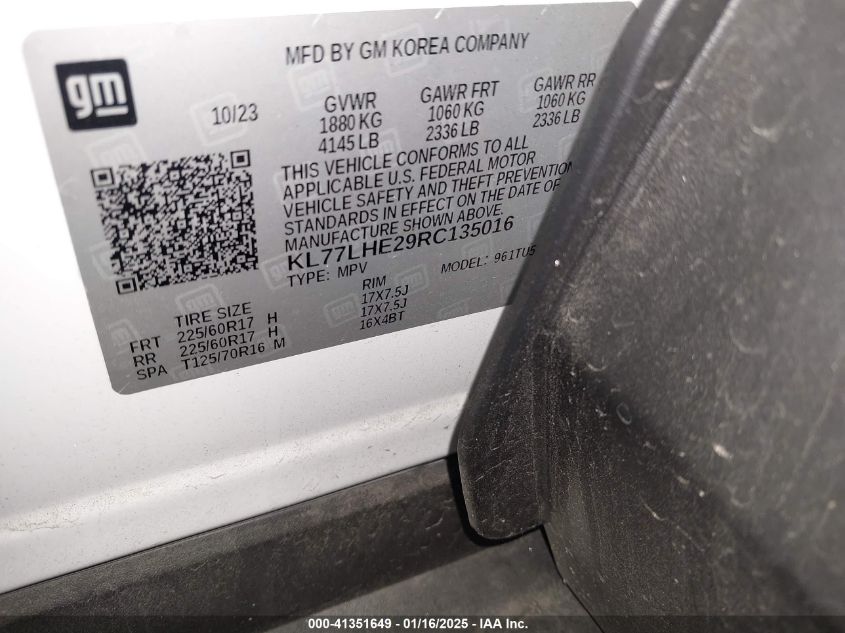 MFD BY GM KOREA COMPANY
gm
10/23
GVWR
1880 KG
4145 LB
GAWR FRT
1060 KG
2336 LB
GAWR RR
1060 KG
2336 LB
THIS VEHICLE CONFORMS TO ALL
APPLICABLE U.S. FEDERAL MOTOR
VEHICLE SAFETY AND THEFT PREVENTION
STANDARDS IN EFFECT ON THE DATE OF
MANUFACTURE SHOWN ABOVE.
KL77LHE29RC135016
TYPE: MPV MODEL: 961TU5
TIRE SIZE RIM
FRT 225/60R17 H 17X7.5J
RR 225/60R17 H 17X7.5J
SPA T125/70R16 M 16X4BT
000-41351649 - 01/16/2025 - IAA Inc.